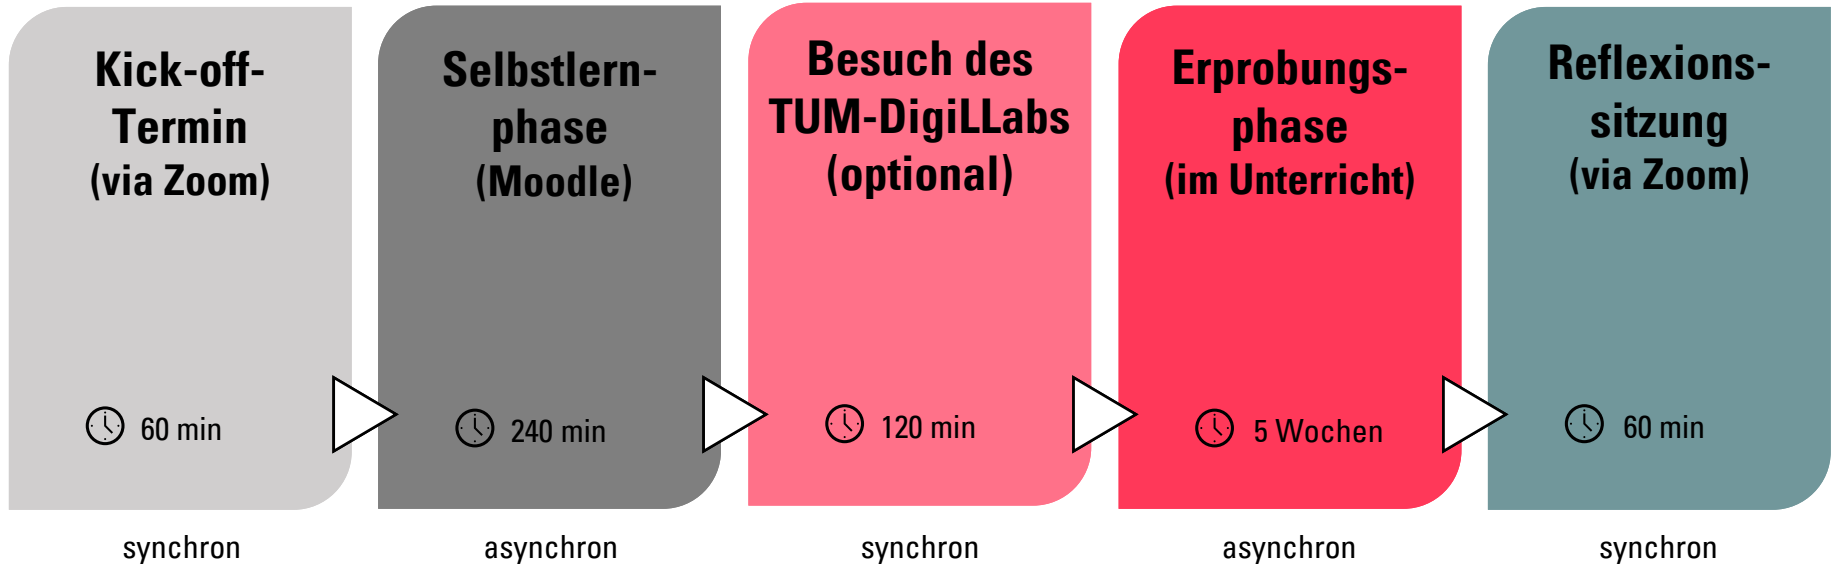 Kick-off-
Termin
(via Zoom)
60 min
synchron
Selbstlern-
phase
(Moodle)
240 min
asynchron
Besuch des
TUM-DigiLLabs
(optional)
120 min
synchron
Erprobungs-
phase
(im Unterricht)
5 Wochen
asynchron
Reflexions-
sitzung
(via Zoom)
60 min
synchron